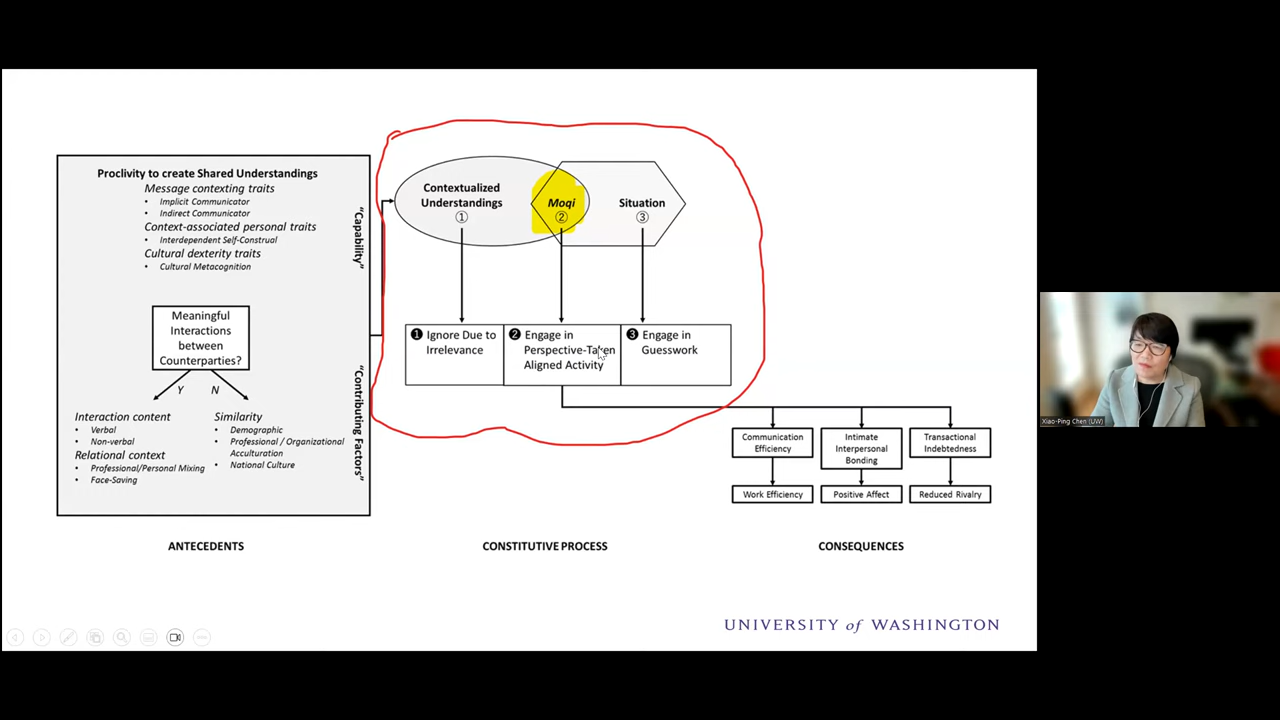 Proclivity to create Shared Understandings
Message contexting traits
• Implicit Communicator
• Indirect Communicator
Context-associated personal traits
• Interdependent Self-Construal
Cultural dexterity traits
• Cultural Metacognition
"Capability"
Meaningful
Interactions
between
Counterparties?
Y
N
Interaction content
• Verbal
• Non-verbal
Relational context
• Professional/Personal Mixing
• Face-Saving
Similarity
• Demographic
• Professional / Organizational
Acculturation
• National Culture
"Contributing Factors"
ANTECEDENTS
Contextualized
Understandings
①
Moqi
②
Situation
③
❶ Ignore Due to
Irrelevance
❷ Engage in
Perspective-Taken
Aligned Activity
❸ Engage in
Guesswork
CONSTITUTIVE PROCESS
Communication
Efficiency
Intimate
Interpersonal
Bonding
Transactional
Indebtedness
Work Efficiency
Positive Affect
Reduced Rivalry
CONSEQUENCES
UNIVERSITY of WASHINGTON
Xiao-Ping Chen (UW)